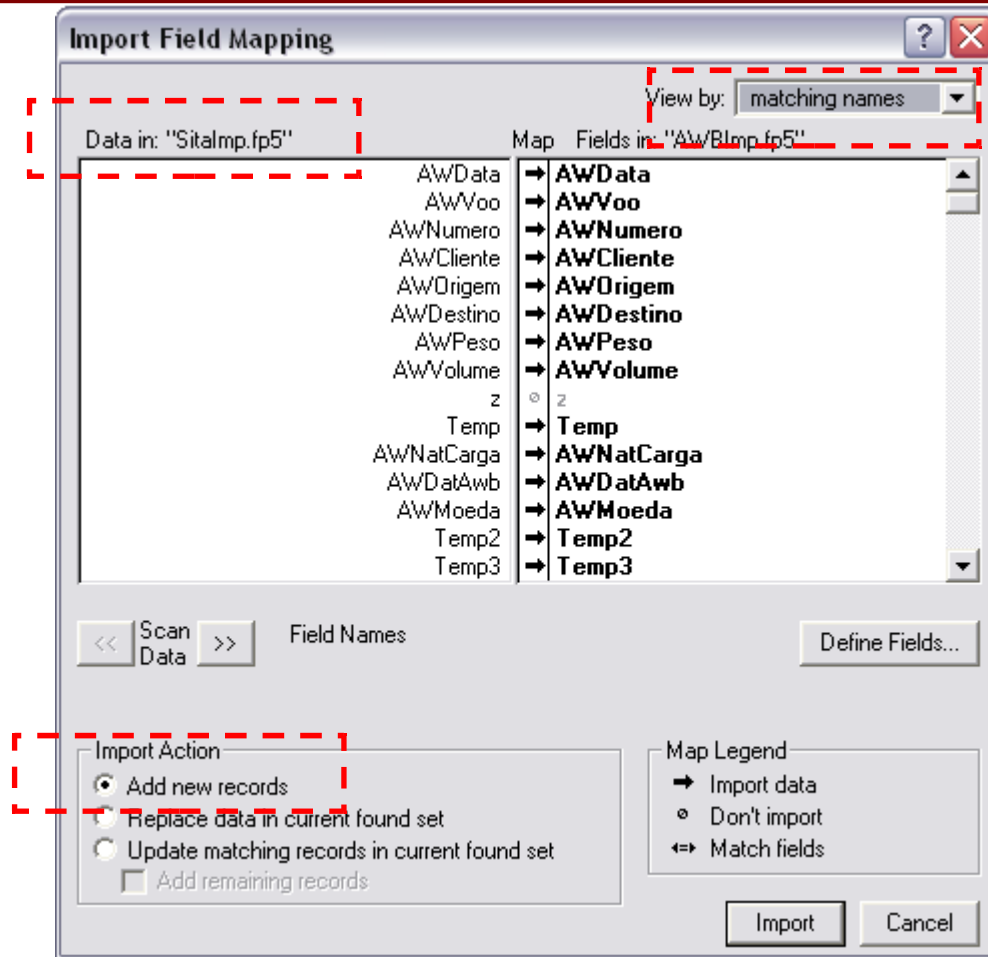 Import Field Mapping
View by: matching names
Data in: "SitaImp.fp5" Map Fields in: "AWBImp.fp5"
AWData AWData
AWVoo AWVoo
AWNumero AWNumero
AWCliente AWCliente
AWOrigem AWOrigem
AWDestino AWDestino
AWPeso AWPeso
AWVolume AWVolume
z z
Temp Temp
AWNatCarga AWNatCarga
AWDatAwb AWDatAwb
AWMoeda AWMoeda
Temp2 Temp2
Temp3 Temp3
<< Scan Data >> Field Names Define Fields...
Import Action Map Legend
Add new records Import data
Replace data in current found set Don't import
Update matching records in current found set Match fields
Add remaining records
Import Cancel